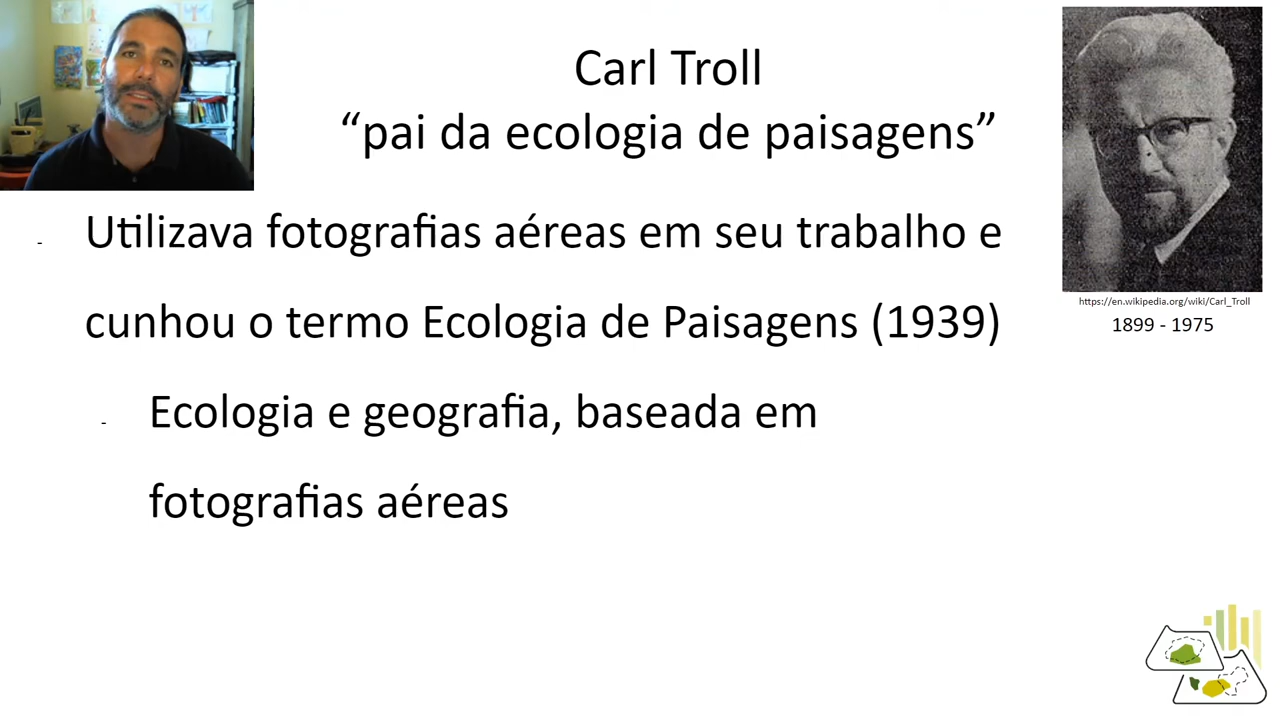 Carl Troll
“pai da ecologia de paisagens”
- Utilizava fotografias aéreas em seu trabalho e
cunhou o termo Ecologia de Paisagens (1939)
- Ecologia e geografia, baseada em
fotografias aéreas
https://en.wikipedia.org/wiki/Carl_Troll
1899 - 1975